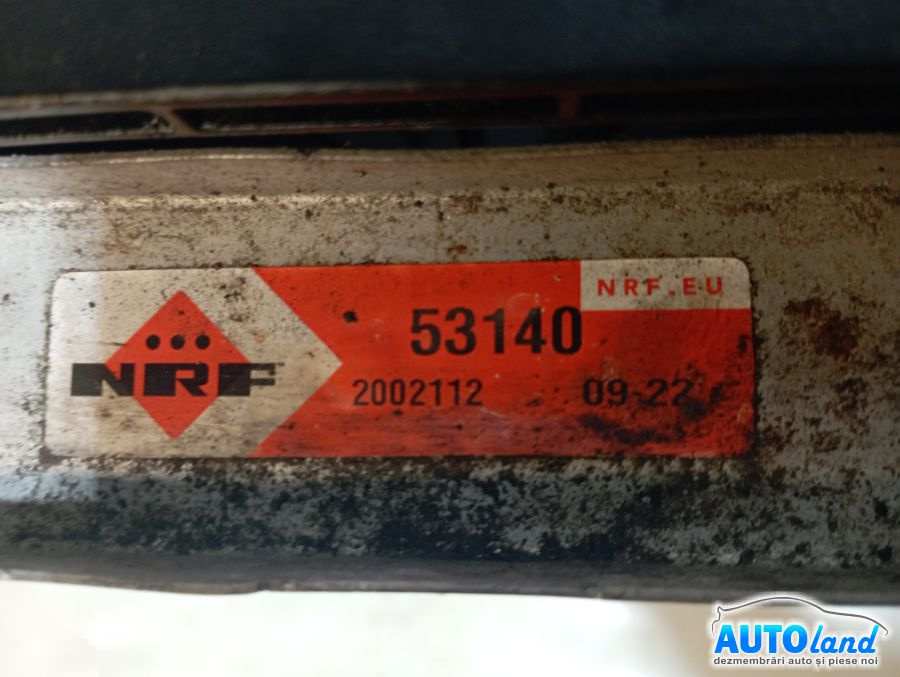 NRF.EU
53140
NRF
2002112 09-22
AUTOland
dezmembrări auto și piese noi